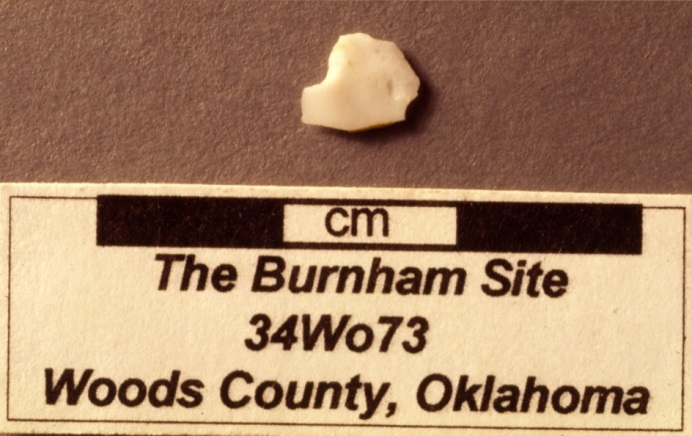 cm
The Burnham Site
34Wo73
Woods County, Oklahoma